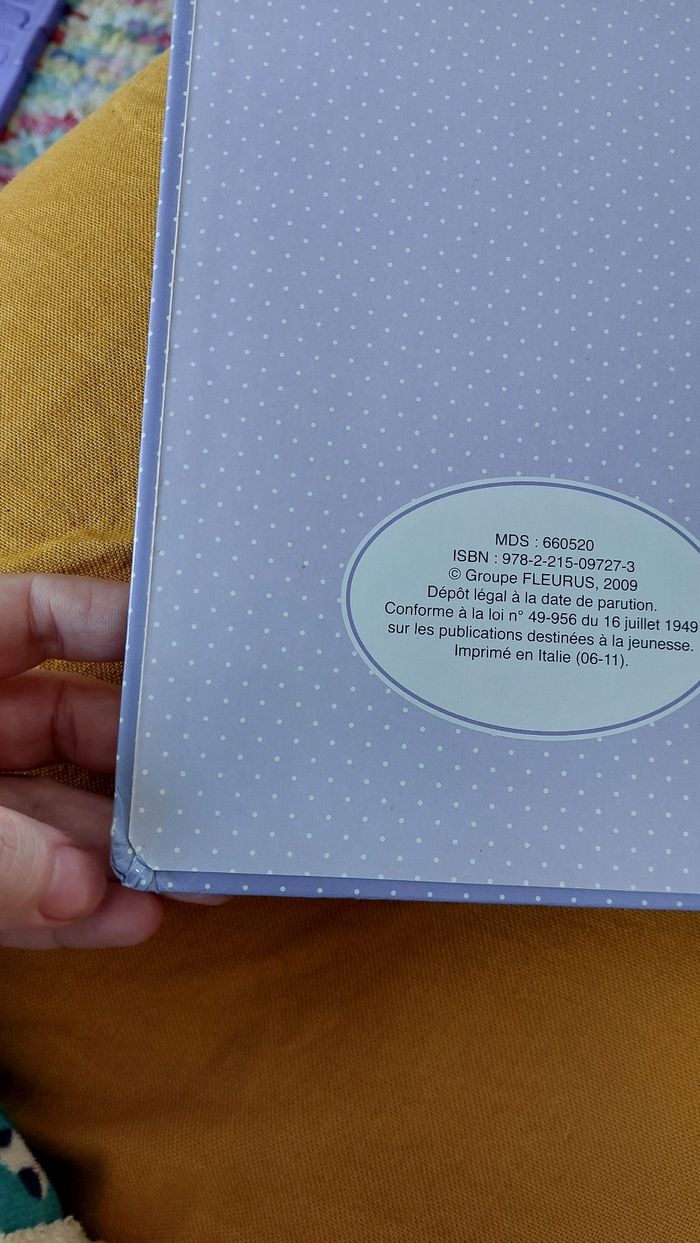 MDS : 660520
ISBN : 978-2-215-09727-3
© Groupe FLEURUS, 2009
Dépôt légal à la date de parution.
Conforme à la loi n° 49-956 du 16 juillet 1949
sur les publications destinées à la jeunesse.
Imprimé en Italie (06-11).